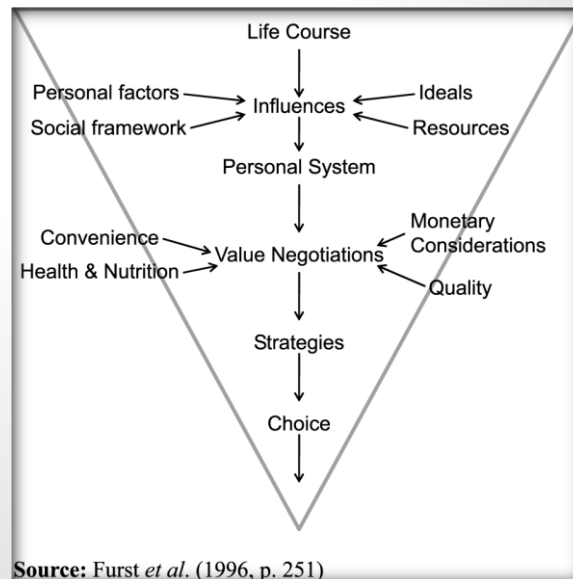 Life Course
Personal factors
Ideals
Influences
Social framework
Resources
Personal System
Convenience
Monetary
Considerations
Value Negotiations
Health & Nutrition
Quality
Strategies
Choice
Source: Furst et al. (1996, p. 251)